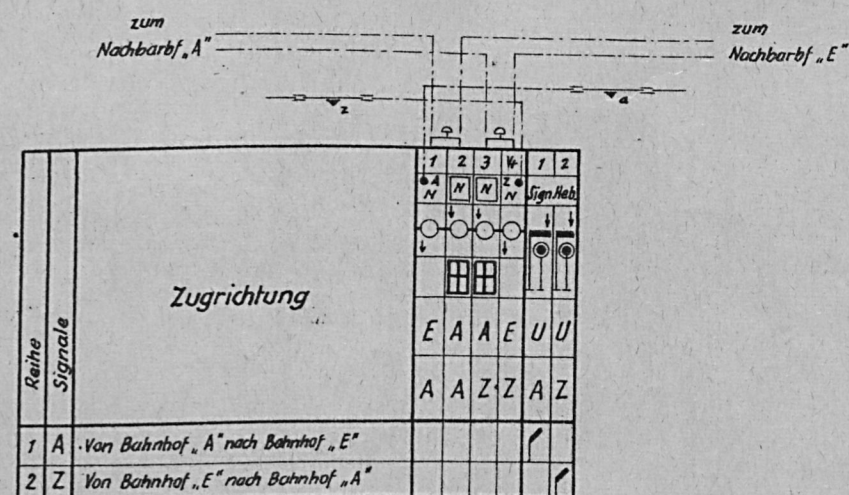 zum
Nachbarbf. „A"
zum
Nachbarbf „E"
z
a
1 2 3 4 1 2
A N N N Z N Sign.Heb.
Zugrichtung
Reihe
Signale
E A A E U U
A A Z Z A Z
1 A Von Bahnhof „A" nach Bahnhof „E"
2 Z Von Bahnhof „E" nach Bahnhof „A"